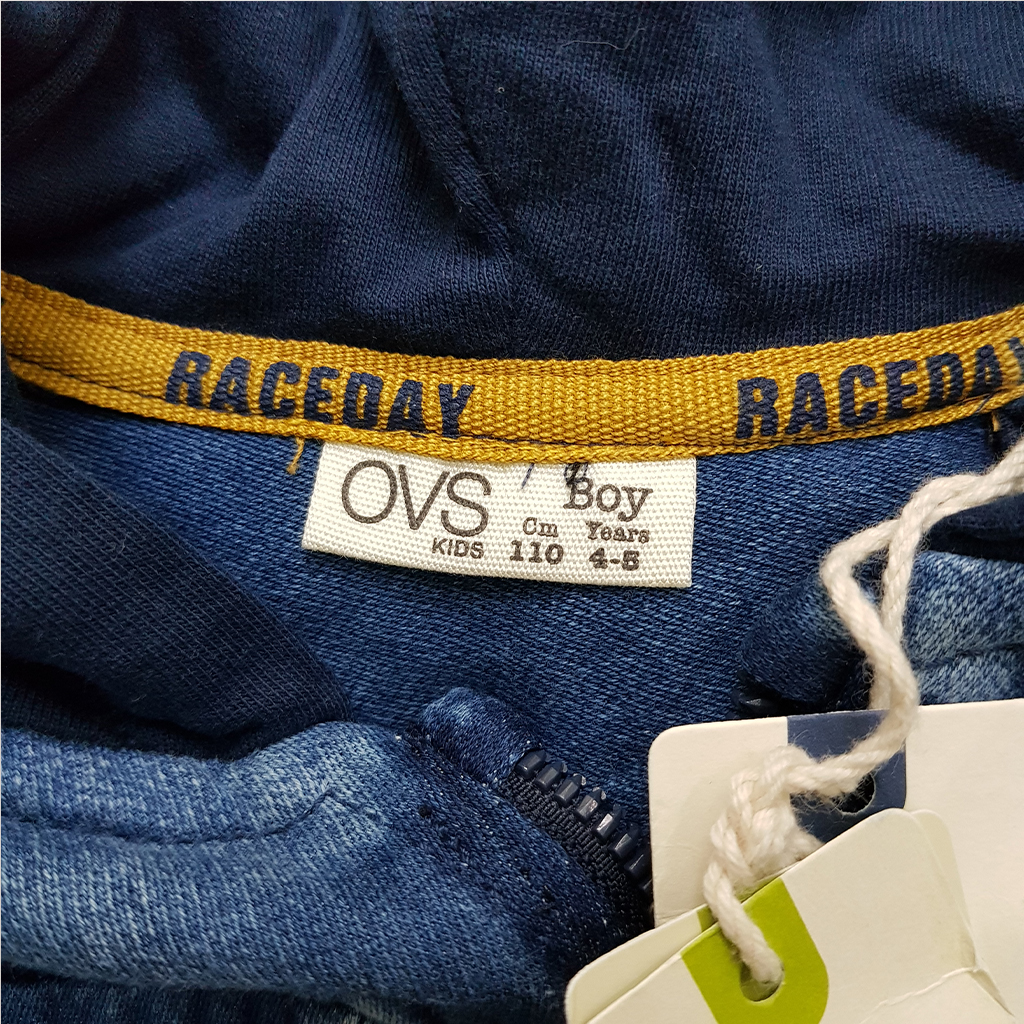 RACEDAY RACEDAY
OVS Boy
KIDS Cm Years
110 4-5